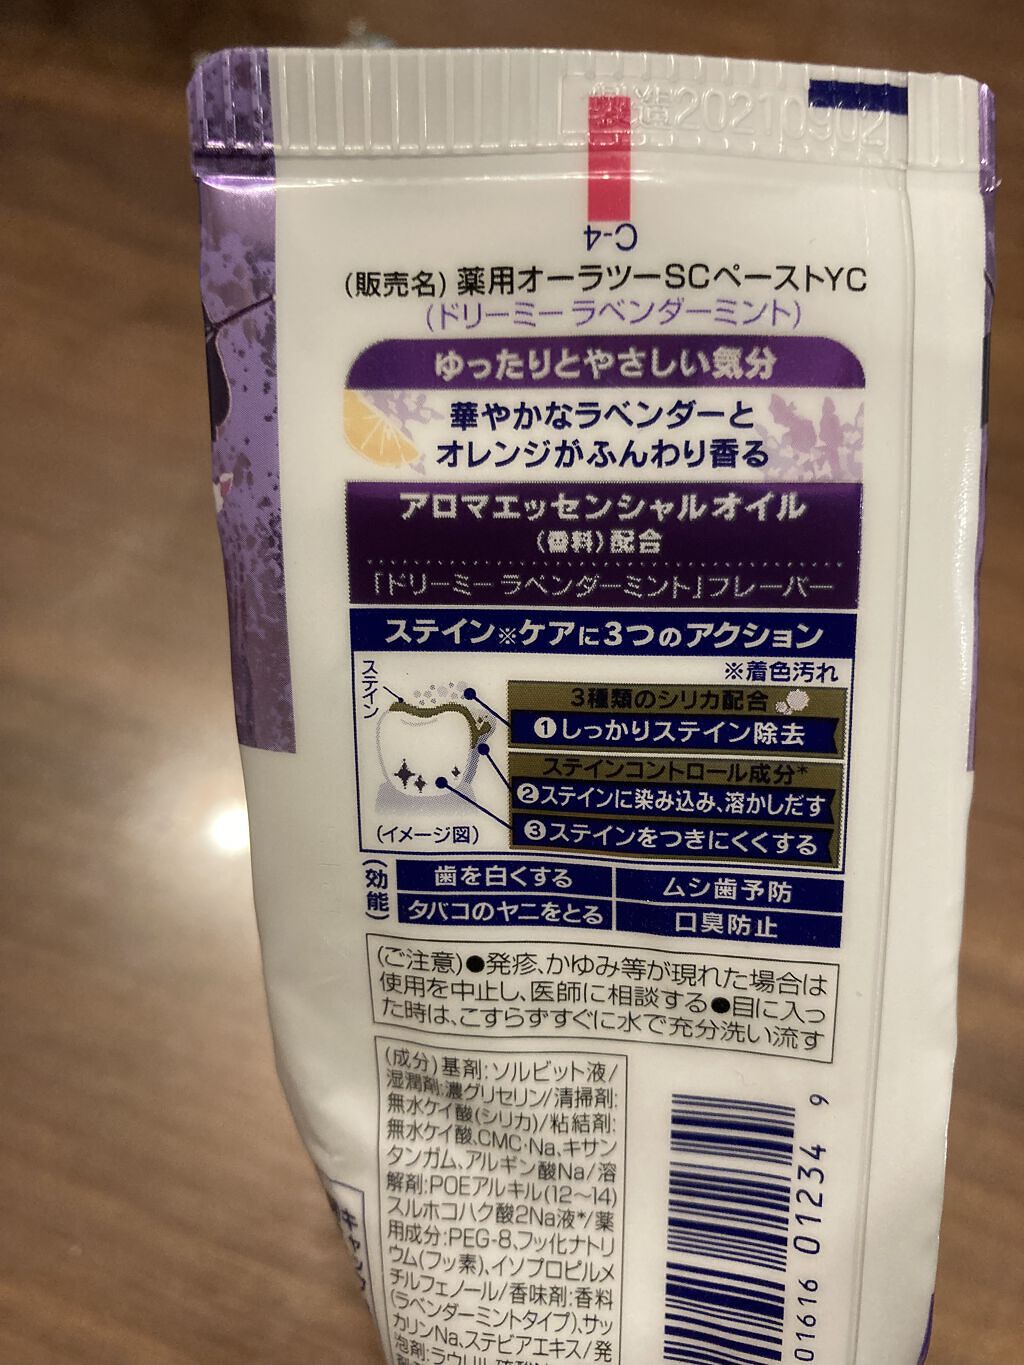 製造20210902
C-4
(販売名)薬用オーラツーSCペーストYC
(ドリーミーラベンダーミント)
ゆったりとやさしい気分
華やかなラベンダーと
オレンジがふんわり香る
アロマエッセンシャルオイル
(香料)配合
「ドリーミーラベンダーミント」フレーバー
ステイン※ケアに3つのアクション
※着色汚れ
ステイン
3種類のシリカ配合
❶しっかりステイン除去
ステインコントロール成分*
❷ステインに染み込み、溶かしだす
❸ステインをつきにくくする
(イメージ図)
(効能)
歯を白くする
ムシ歯予防
タバコのヤニをとる
口臭防止
(ご注意)●発疹、かゆみ等が現れた場合は
使用を中止し、医師に相談する●目に入っ
た時は、こすらずすぐに水で充分洗い流す
(成分)基剤:ソルビット液/
湿潤剤:濃グリセリン/清掃剤:
無水ケイ酸(シリカ)/粘結剤:
無水ケイ酸、CMC・Na、キサン
タンガム、アルギン酸Na/溶
解剤:POEアルキル(12〜14)
スルホコハク酸2Na液*/薬
用成分:PEG-8、フッ化ナトリ
ウム(フッ素)、イソプロピルメ
チルフェノール/香味剤:香料
(ラベンダーミントタイプ)、サッ
カリンNa、ステビアエキス/発
泡剤:ラウリル
01616 01234 9